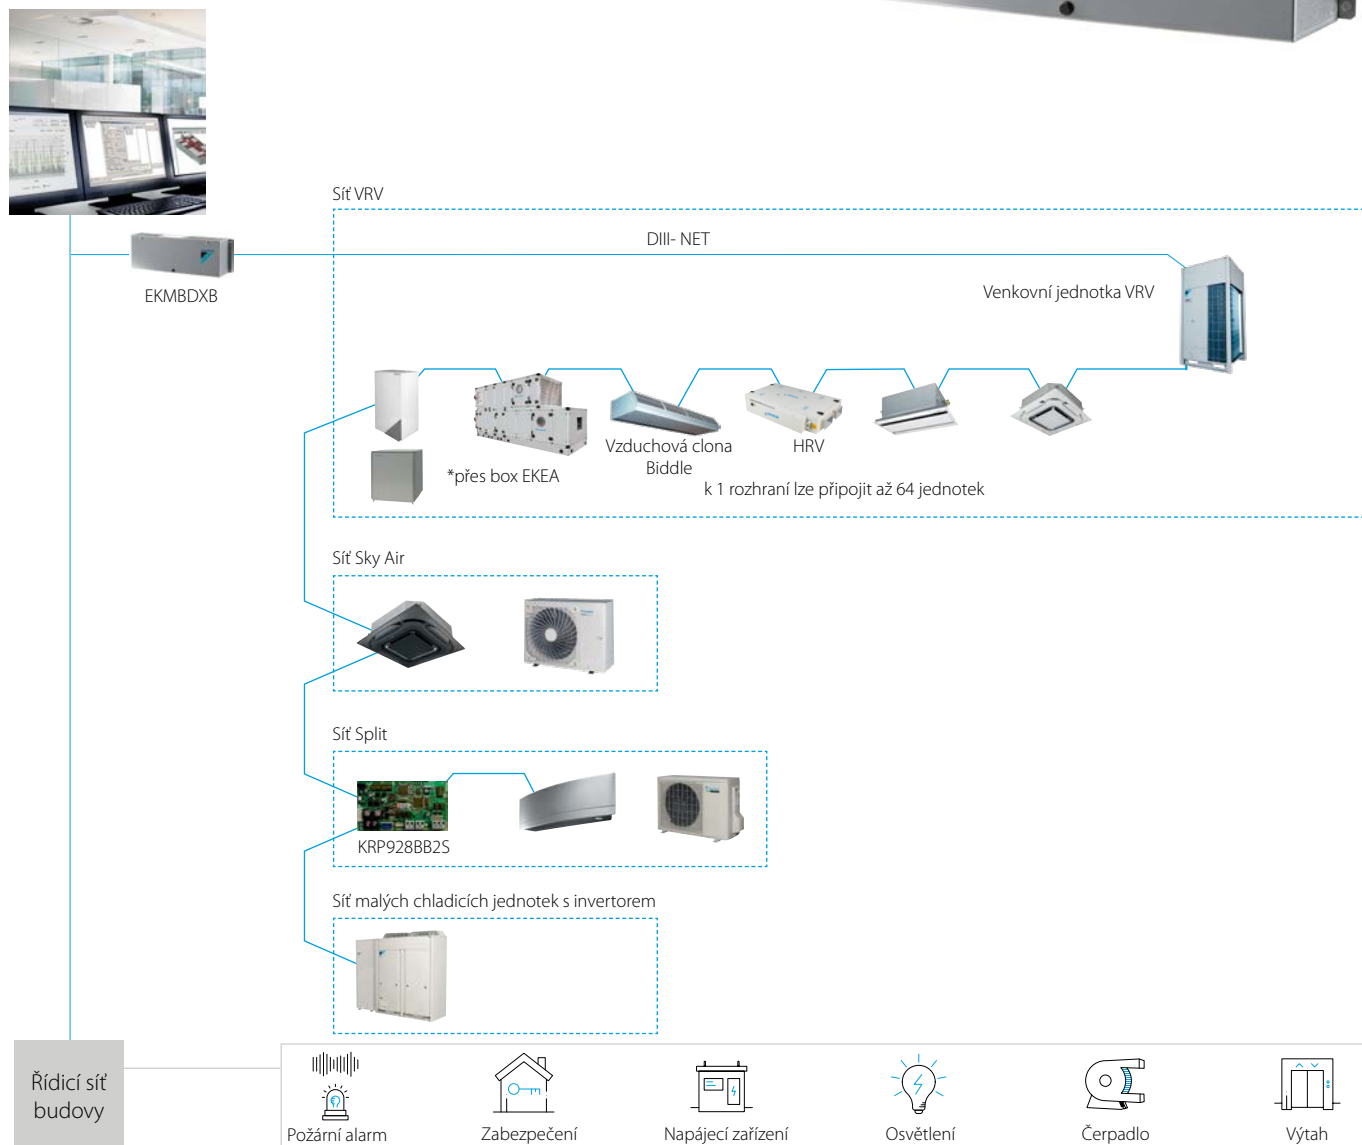 Síť VRV
DIII- NET
EKMBDXB
Venkovní jednotka VRV
Vzduchová clona
Biddle
HRV
*přes box EKEA
k 1 rozhraní lze připojit až 64 jednotek
Síť Sky Air
Síť Split
KRP928BB2S
Síť malých chladicích jednotek s invertorem
Řídicí síť
budovy
Požární alarm
Zabezpečení
Napájecí zařízení
Osvětlení
Čerpadlo
Výtah